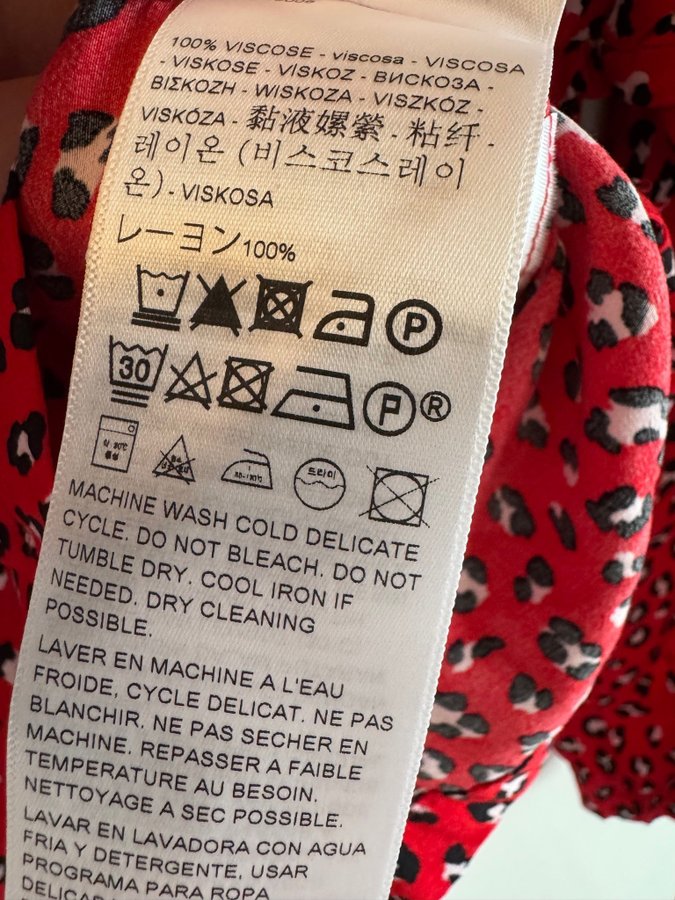 100% VISCOSE - viscosa - VISCOSA
- VISKOSE - VISKOZ - ВИСКОЗА -
ΒΙΣΚΟΖΗ - WISKOZA - VISZKÓZ -
VISKÓZA - 黏液嫘縈 - 粘纤 -
레이온 (비스코스레이
온) - VISKOSA
レーヨン100%
P
30 P ®
드라이
MACHINE WASH COLD DELICATE
CYCLE. DO NOT BLEACH. DO NOT
TUMBLE DRY. COOL IRON IF
NEEDED. DRY CLEANING
POSSIBLE.
LAVER EN MACHINE A L'EAU
FROIDE, CYCLE DELICAT. NE PAS
BLANCHIR. NE PAS SECHER EN
MACHINE. REPASSER A FAIBLE
TEMPERATURE AU BESOIN.
NETTOYAGE A SEC POSSIBLE.
LAVAR EN LAVADORA CON AGUA
FRIA Y DETERGENTE, USAR
PROGRAMA PARA ROPA